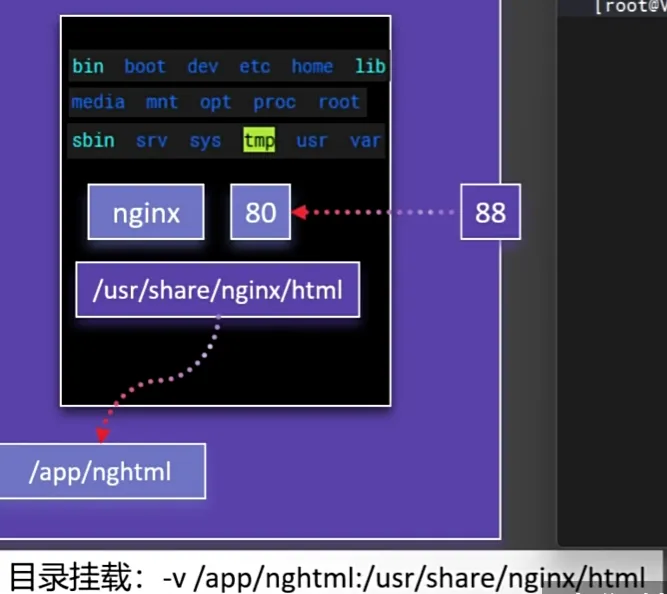 [root@V
bin boot dev etc home lib
media mnt opt proc root
sbin srv sys tmp usr var
nginx 80 88
/usr/share/nginx/html
/app/nghtml
目录挂载：-v /app/nghtml:/usr/share/nginx/html